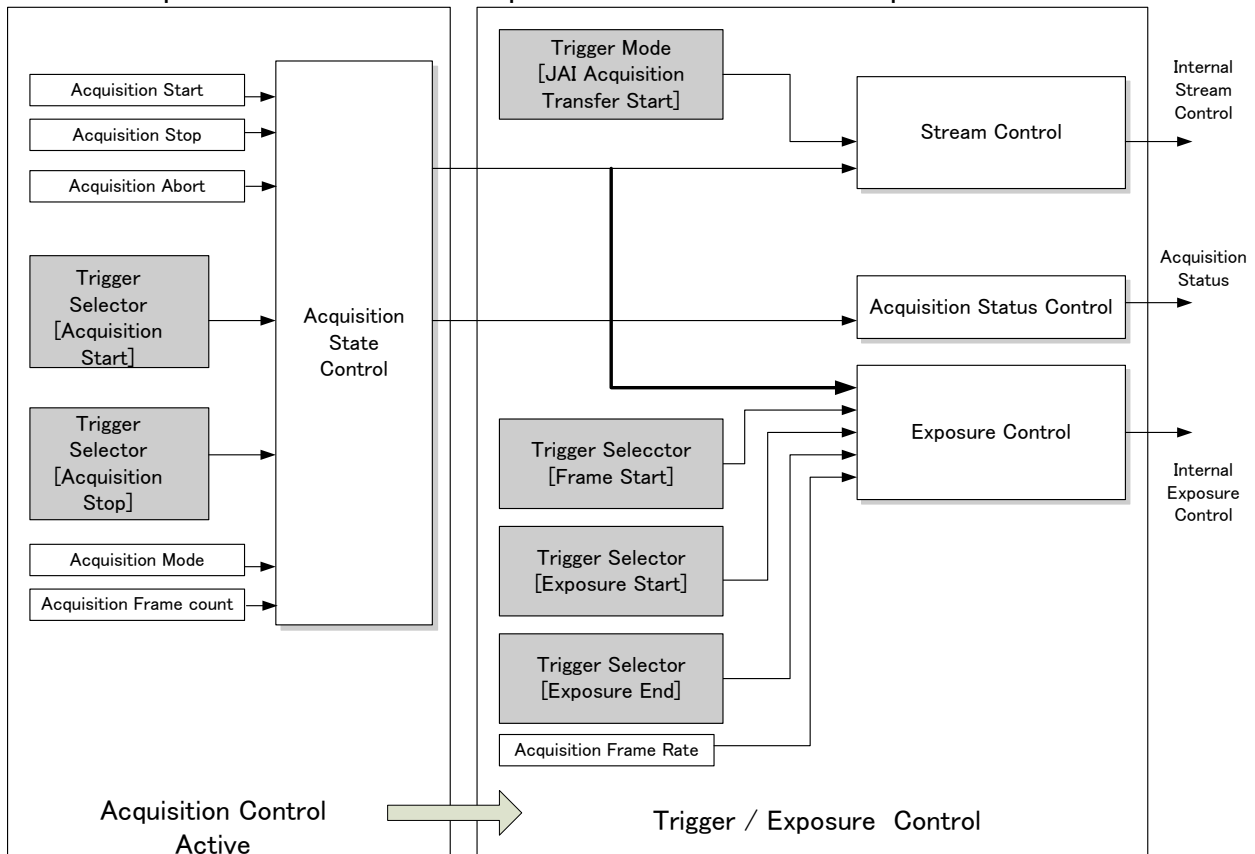 Acquisition Start
Acquisition Stop
Acquisition Abort
Trigger
Selector
[Acquisition
Start]
Trigger
Selector
[Acquisition
Stop]
Acquisition Mode
Acquisition Frame count
Acquisition
State
Control
Acquisition Control
Active
Trigger Mode
[JAI Acquisition
Transfer Start]
Stream Control
Acquisition Status Control
Exposure Control
Trigger Selecctor
[Frame Start]
Trigger Selector
[Exposure Start]
Trigger Selector
[Exposure End]
Acquisition Frame Rate
Trigger / Exposure Control
Internal
Stream
Control
Acquisition
Status
Internal
Exposure
Control